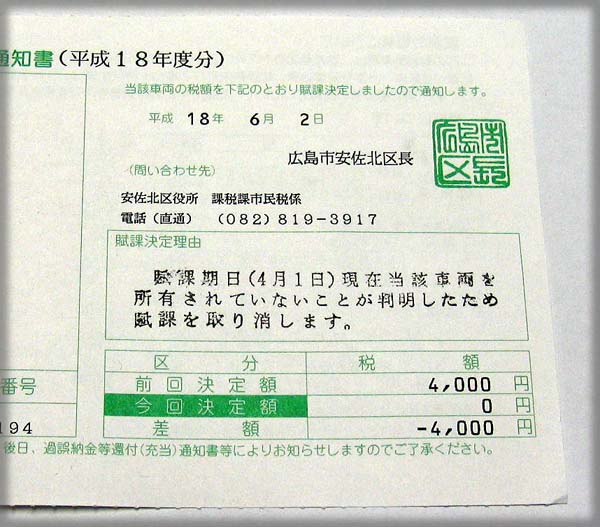 通知書(平成18年度分)
当該車両の税額を下記のとおり賦課決定しましたので通知します。
平成 18年 6月 2日
広島市安佐北区長
(問い合わせ先)
安佐北区役所 課税課市民税係
電話(直通) (082)819-3917
賦課決定理由
賦課期日(4月1日)現在当該車両を
所有されていないことが判明したため
賦課を取り消します。
区 分 税 額
前回決定額 4,000 円
番号
今回決定額 0 円
194
差 額 -4,000 円
後日、過誤納金等還付(充当)通知書等によりお知らせしますのでご了承ください。